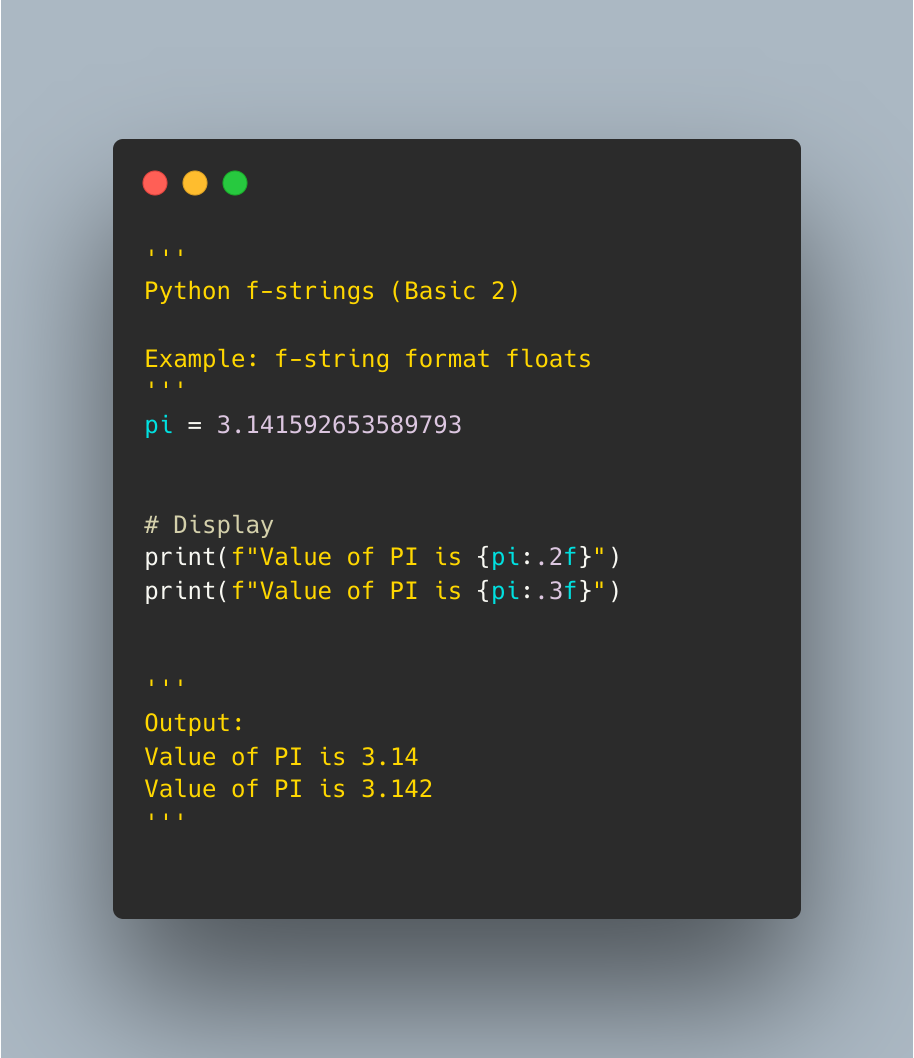 '''
Python f-strings (Basic 2)
Example: f-string format floats
'''
pi = 3.141592653589793
# Display
print(f"Value of PI is {pi:.2f}")
print(f"Value of PI is {pi:.3f}")
'''
Output:
Value of PI is 3.14
Value of PI is 3.142
'''